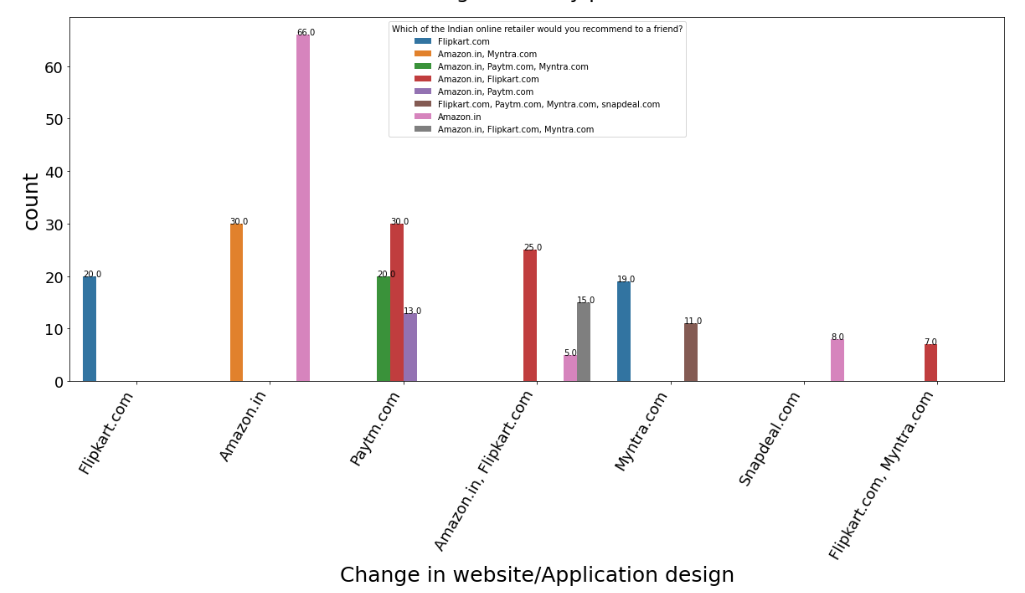 Which of the Indian online retailer would you recommend to a friend?
Flipkart.com
Amazon.in, Myntra.com
Amazon.in, Paytm.com, Myntra.com
Amazon.in, Flipkart.com
Amazon.in, Paytm.com
Flipkart.com, Paytm.com, Myntra.com, snapdeal.com
Amazon.in
Amazon.in, Flipkart.com, Myntra.com
count
60
50
40
30
20
10
0
20.0
30.0
66.0
20.0
30.0
13.0
25.0
5.0
15.0
19.0
11.0
8.0
7.0
Flipkart.com
Amazon.in
Paytm.com
Amazon.in, Flipkart.com
Myntra.com
Snapdeal.com
Flipkart.com, Myntra.com
Change in website/Application design